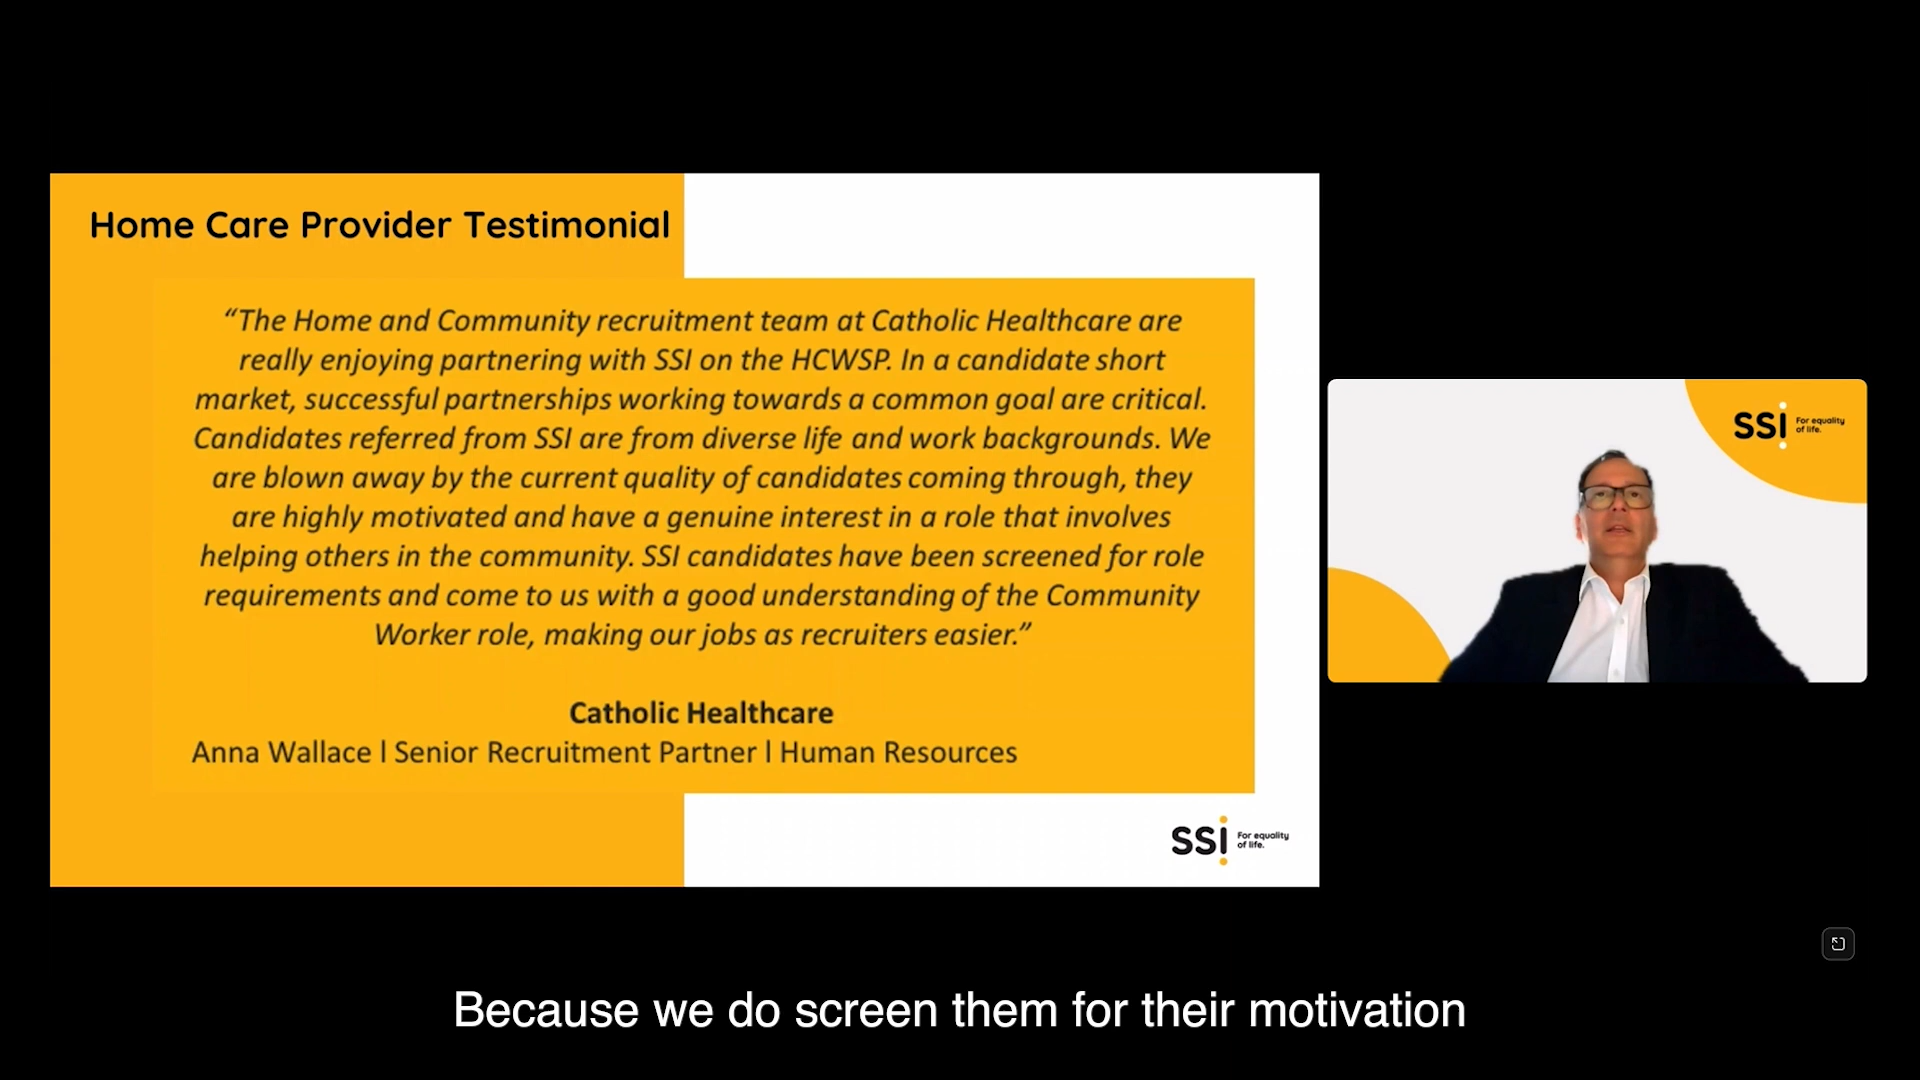 Home Care Provider Testimonial
“The Home and Community recruitment team at Catholic Healthcare are
really enjoying partnering with SSI on the HCWSP. In a candidate short
market, successful partnerships working towards a common goal are critical.
Candidates referred from SSI are from diverse life and work backgrounds. We
are blown away by the current quality of candidates coming through, they
are highly motivated and have a genuine interest in a role that involves
helping others in the community. SSI candidates have been screened for role
requirements and come to us with a good understanding of the Community
Worker role, making our jobs as recruiters easier.”
Catholic Healthcare
Anna Wallace l Senior Recruitment Partner l Human Resources
SSi
For equality
of life.
SSi
For equality
of life.
Because we do screen them for their motivation